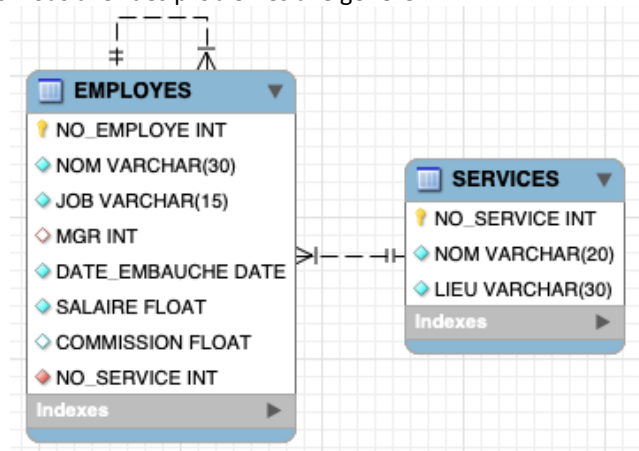 EMPLOYES
NO_EMPLOYE INT
NOM VARCHAR(30)
JOB VARCHAR(15)
MGR INT
DATE_EMBAUCHE DATE
SALAIRE FLOAT
COMMISSION FLOAT
NO_SERVICE INT
Indexes
SERVICES
NO_SERVICE INT
NOM VARCHAR(20)
LIEU VARCHAR(30)
Indexes